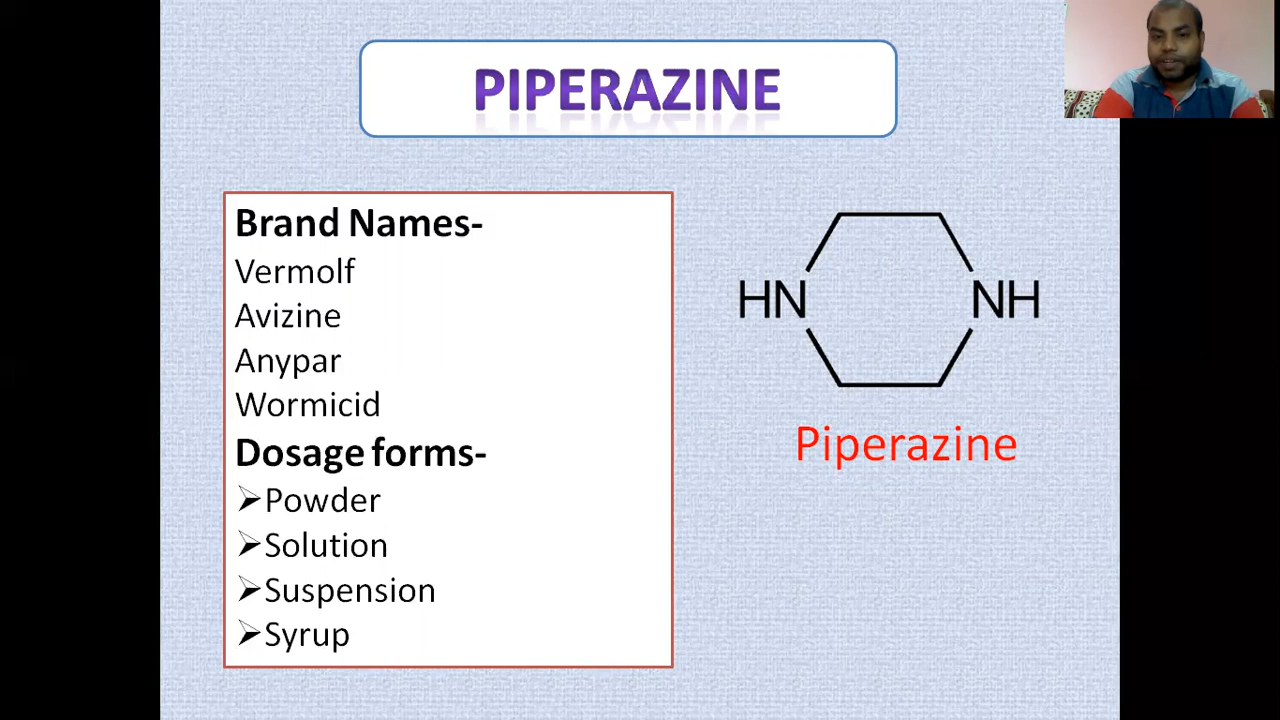 PIPERAZINE
Brand Names-
Vermolf
Avizine
Anypar
Wormicid
Dosage forms-
➢Powder
➢Solution
➢Suspension
➢Syrup
HN NH
Piperazine